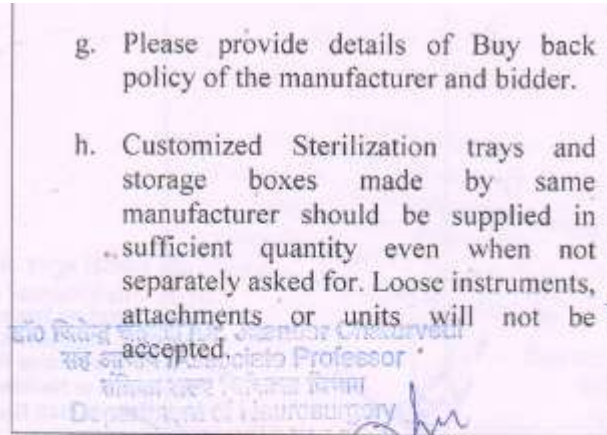 g. Please provide details of Buy back
policy of the manufacturer and bidder.
h. Customized Sterilization trays and
storage boxes made by same
manufacturer should be supplied in
sufficient quantity even when not
separately asked for. Loose instruments,
attachments or units will not be
accepted.
Associate Professor
Department of Neurosurgery